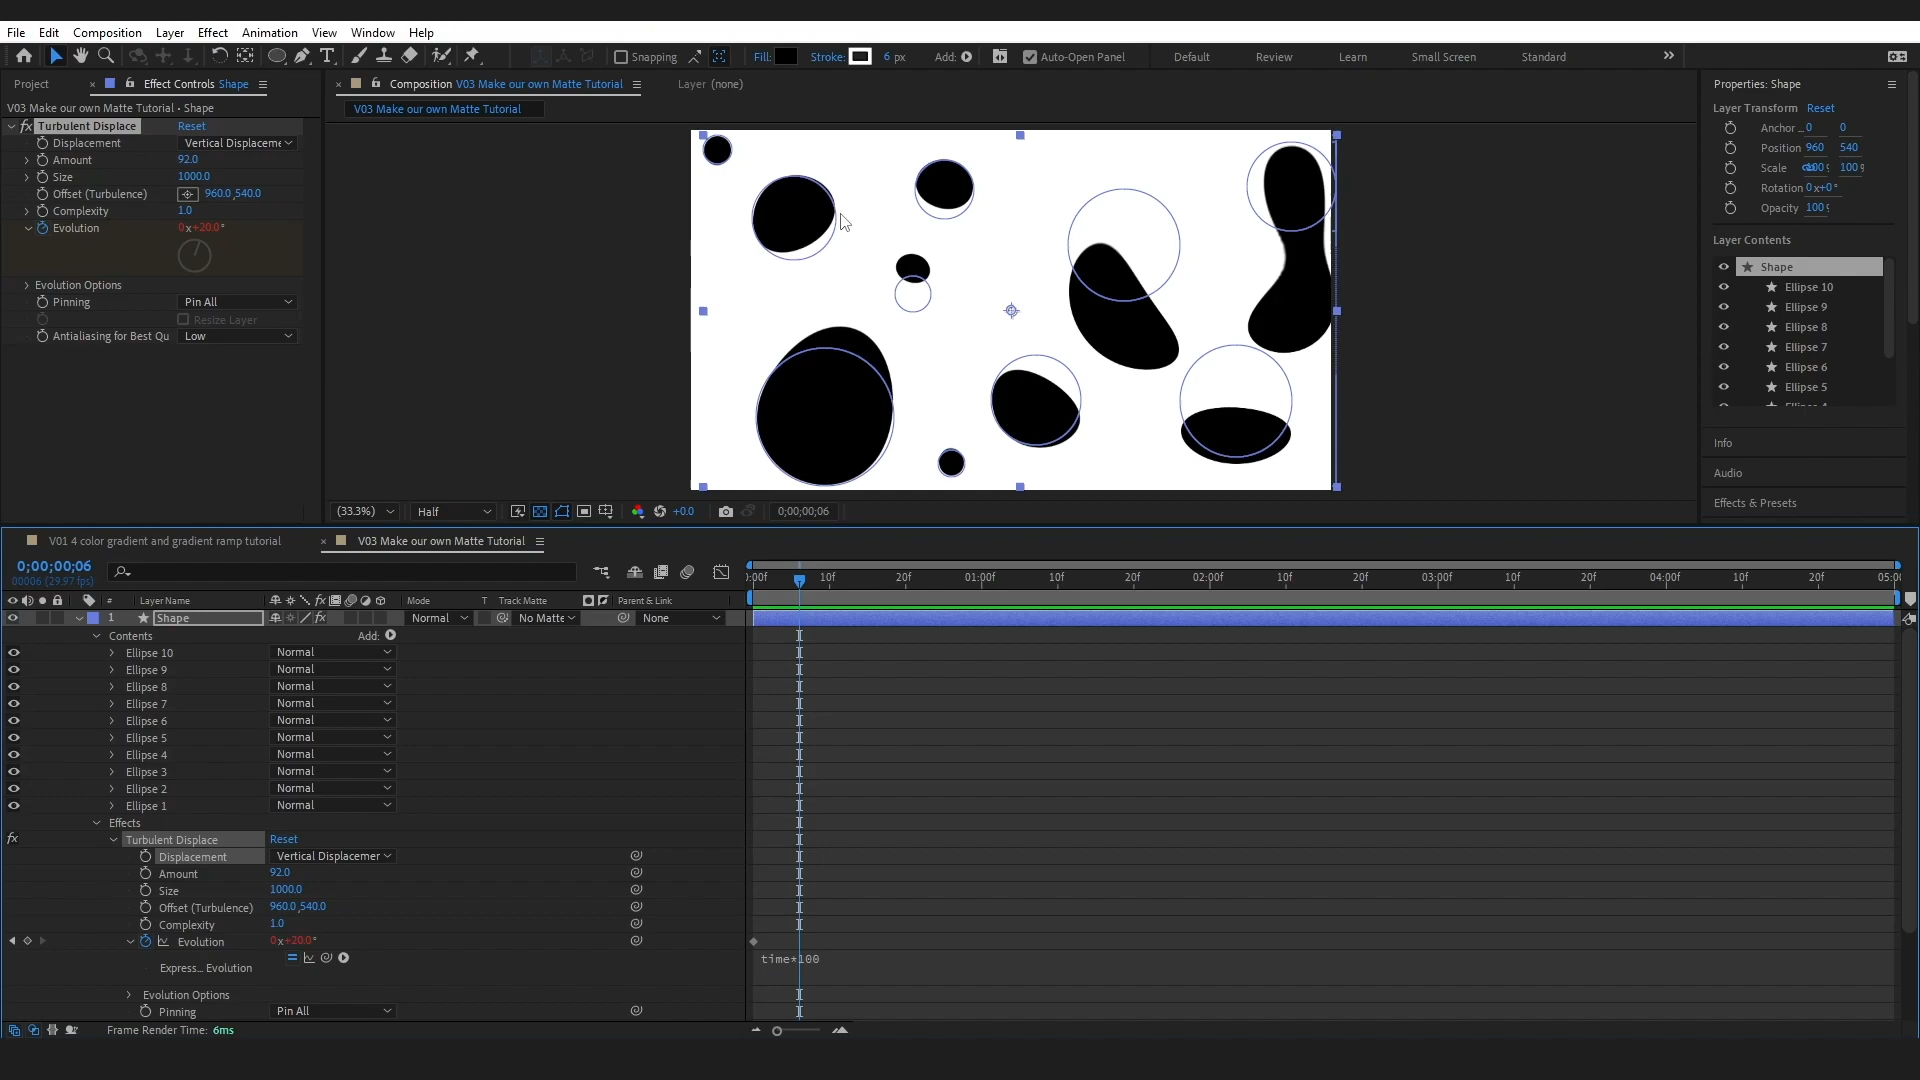 File Edit Composition Layer Effect Animation View Window Help
Snapping Fill: Stroke: 6 px Add: Auto-Open Panel Default Review Learn Small Screen Standard
Project × Effect Controls Shape × Composition V03 Make our own Matte Tutorial Layer (none) Properties: Shape
V03 Make our own Matte Tutorial • Shape
V03 Make our own Matte Tutorial
Layer Transform Reset
fx Turbulent Displace Reset
Anchor ... 0 0
Displacement Vertical Displaceme
Position 960 540
Amount 92.0
Scale 100 100
Size 1000.0
Rotation 0x+0°
Offset (Turbulence) 960.0,540.0
Opacity 100
Complexity 1.0
Evolution 0x+20.0°
Layer Contents
Shape
Ellipse 10
Ellipse 9
Ellipse 8
Ellipse 7
Ellipse 6
Ellipse 5
Ellipse 4
Evolution Options
Pinning Pin All
Resize Layer
Antialiasing for Best Qu Low
Info
Audio
Effects & Presets
(33.3%) Half +0.0 0;00;00;06
V01 4 color gradient and gradient ramp tutorial × V03 Make our own Matte Tutorial
0;00;00;06
00006 (29.97 fps)
):00f 10f 20f 01:00f 10f 20f 02:00f 10f 20f 03:00f 10f 20f 04:00f 10f 20f 05:0
# Layer Name fx Mode T Track Matte Parent & Link
1 Shape fx Normal No Matte None
Contents Add:
Ellipse 10 Normal
Ellipse 9 Normal
Ellipse 8 Normal
Ellipse 7 Normal
Ellipse 6 Normal
Ellipse 5 Normal
Ellipse 4 Normal
Ellipse 3 Normal
Ellipse 2 Normal
Ellipse 1 Normal
Effects
fx Turbulent Displace Reset
Displacement Vertical Displacemer
Amount 92.0
Size 1000.0
Offset (Turbulence) 960.0,540.0
Complexity 1.0
Evolution 0x+20.0°
Express... Evolution time*100
Evolution Options
Pinning Pin All
Frame Render Time: 6ms